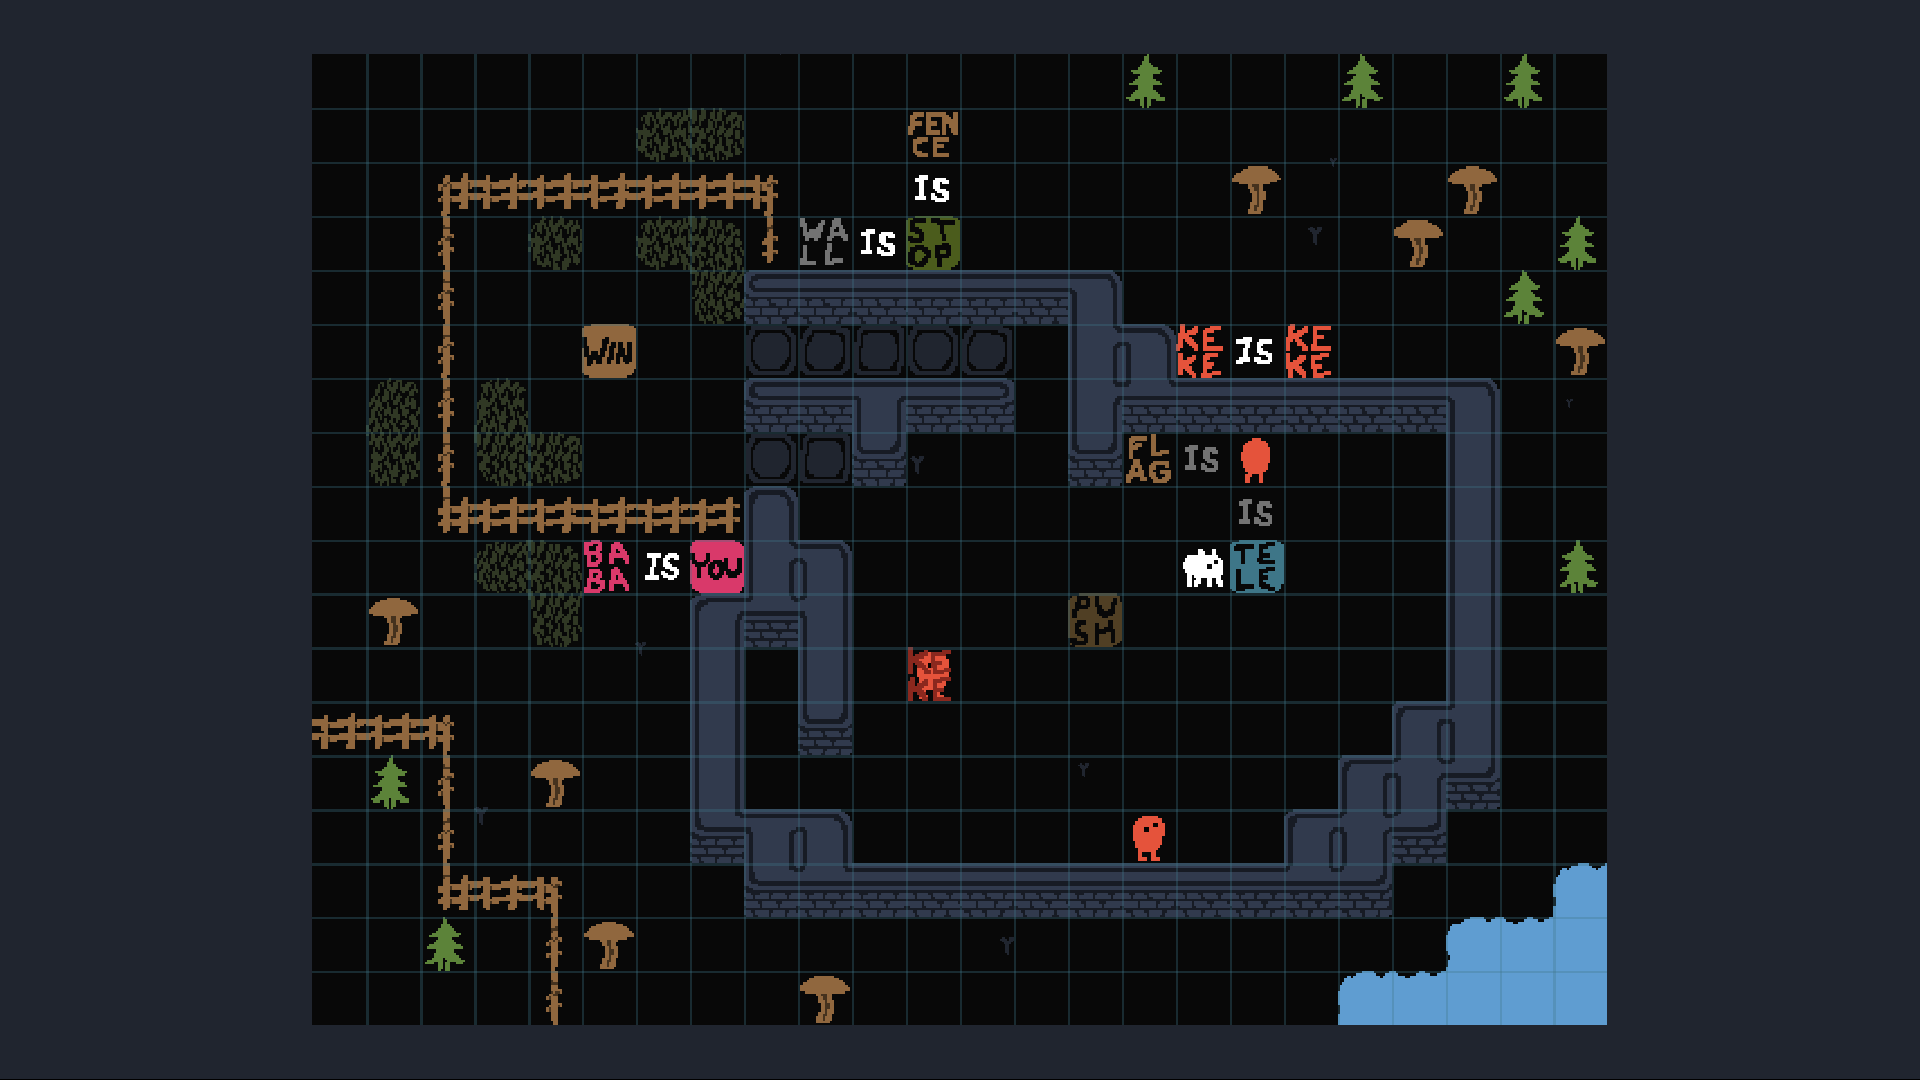 FENCE
IS
WALL IS STOP
WIN
KEKE IS KEKE
FLAG IS
IS
BABA IS YOU
TELE
PUSH
KEKE